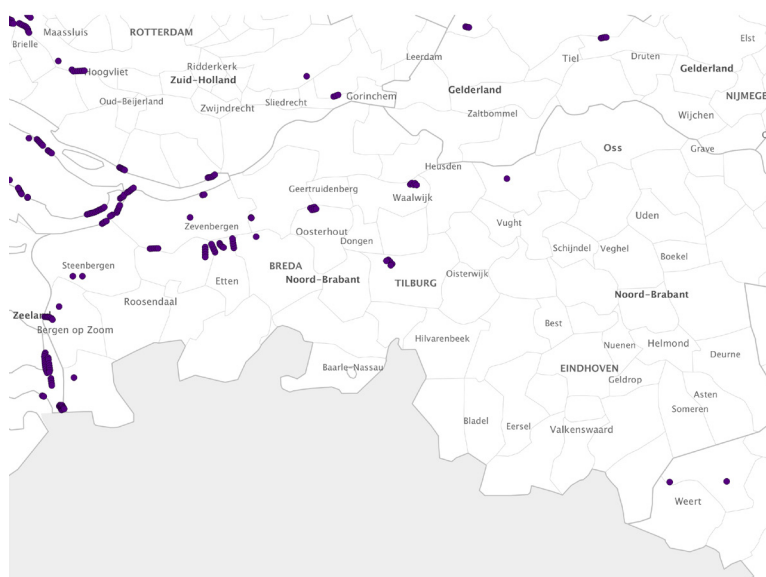 Maassluis
ROTTERDAM
Brielle
Elst
Ridderkerk
Leerdam
Tiel
Druten
Hoogvliet
Zuid-Holland
Gelderland
Gelderland
Oud-Beijerland
Zwijndrecht
Sliedrecht
Gorinchem
NIJMEGE
Zaltbommel
Wijchen
Oss
Grave
Heusden
Geertruidenberg
Waalwijk
Vught
Uden
Zevenbergen
Oosterhout
Dongen
Schijndel
Veghel
Boekel
Steenbergen
BREDA
Oisterwijk
Etten
Noord-Brabant
TILBURG
Noord-Brabant
Roosendaal
Zeeland
Bergen op Zoom
Best
Hilvarenbeek
Nuenen
Helmond
Deurne
Baarle-Nassau
EINDHOVEN
Geldrop
Asten
Someren
Bladel
Eersel
Valkenswaard
Weert